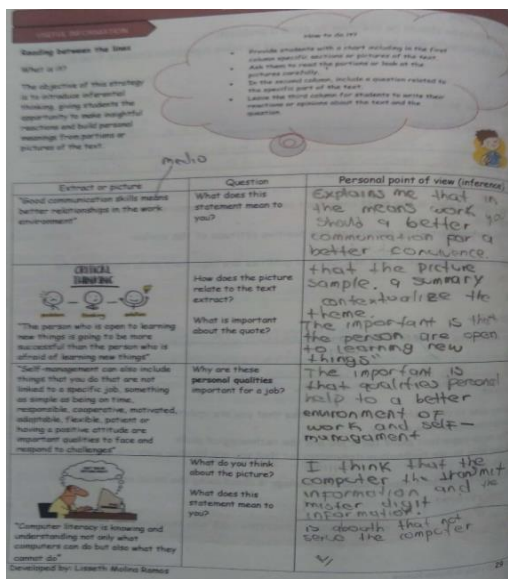 USEFUL INFORMATION
Reading between the lines
What is it?
The objective of this strategy
is to introduce inferential
thinking, giving students the
opportunity to make insightful
reactions and build personal
meanings from portions or
pictures of the text.
How to do it?
Provide students with a chart including in the first
column specific sections or pictures of the text.
Ask them to read the portions or look at the
pictures carefully.
In the second column, include a question related to
the specific part of the text.
Leave the third column for students to write their
reactions or opinions about the text and the
question.
medio
Extract or picture
Question
Personal point of view (inference)
"Good communication skills means
better relationships in the work
environment"
What does this
statement mean to
you?
Explains me that in
the means work you
should a better
communication for a
better
CRITICAL
THINKING
"The person who is open to learning
new things is going to be more
successful than the person who is
afraid of learning new things"
How does the picture
relate to the text
extract?
What is important
about the quote?
that the picture
sample, a summary
contextualize the
theme.
The important is that
the person are open
to learning new
things"
"Self-management can also include
things that you do that are not
linked to a specific job, something
as simple as being on time,
responsible, cooperative, motivated,
adaptable, flexible, patient or
having a positive attitude are
important qualities to face and
respond to challenges"
Why are these
personal qualities
important for a job?
The important is
that qualities personal
help to a better
environment of
work and self-
managament
"Computer literacy is knowing and
understanding not only what
computers can do but also what they
cannot do"
What do you think
about the picture?
What does this
statement mean to
you?
I think that the
computer the transmit
information and the
mister
information.
is that not
the computer
Developed by: Lisseth Molina Ramos
29